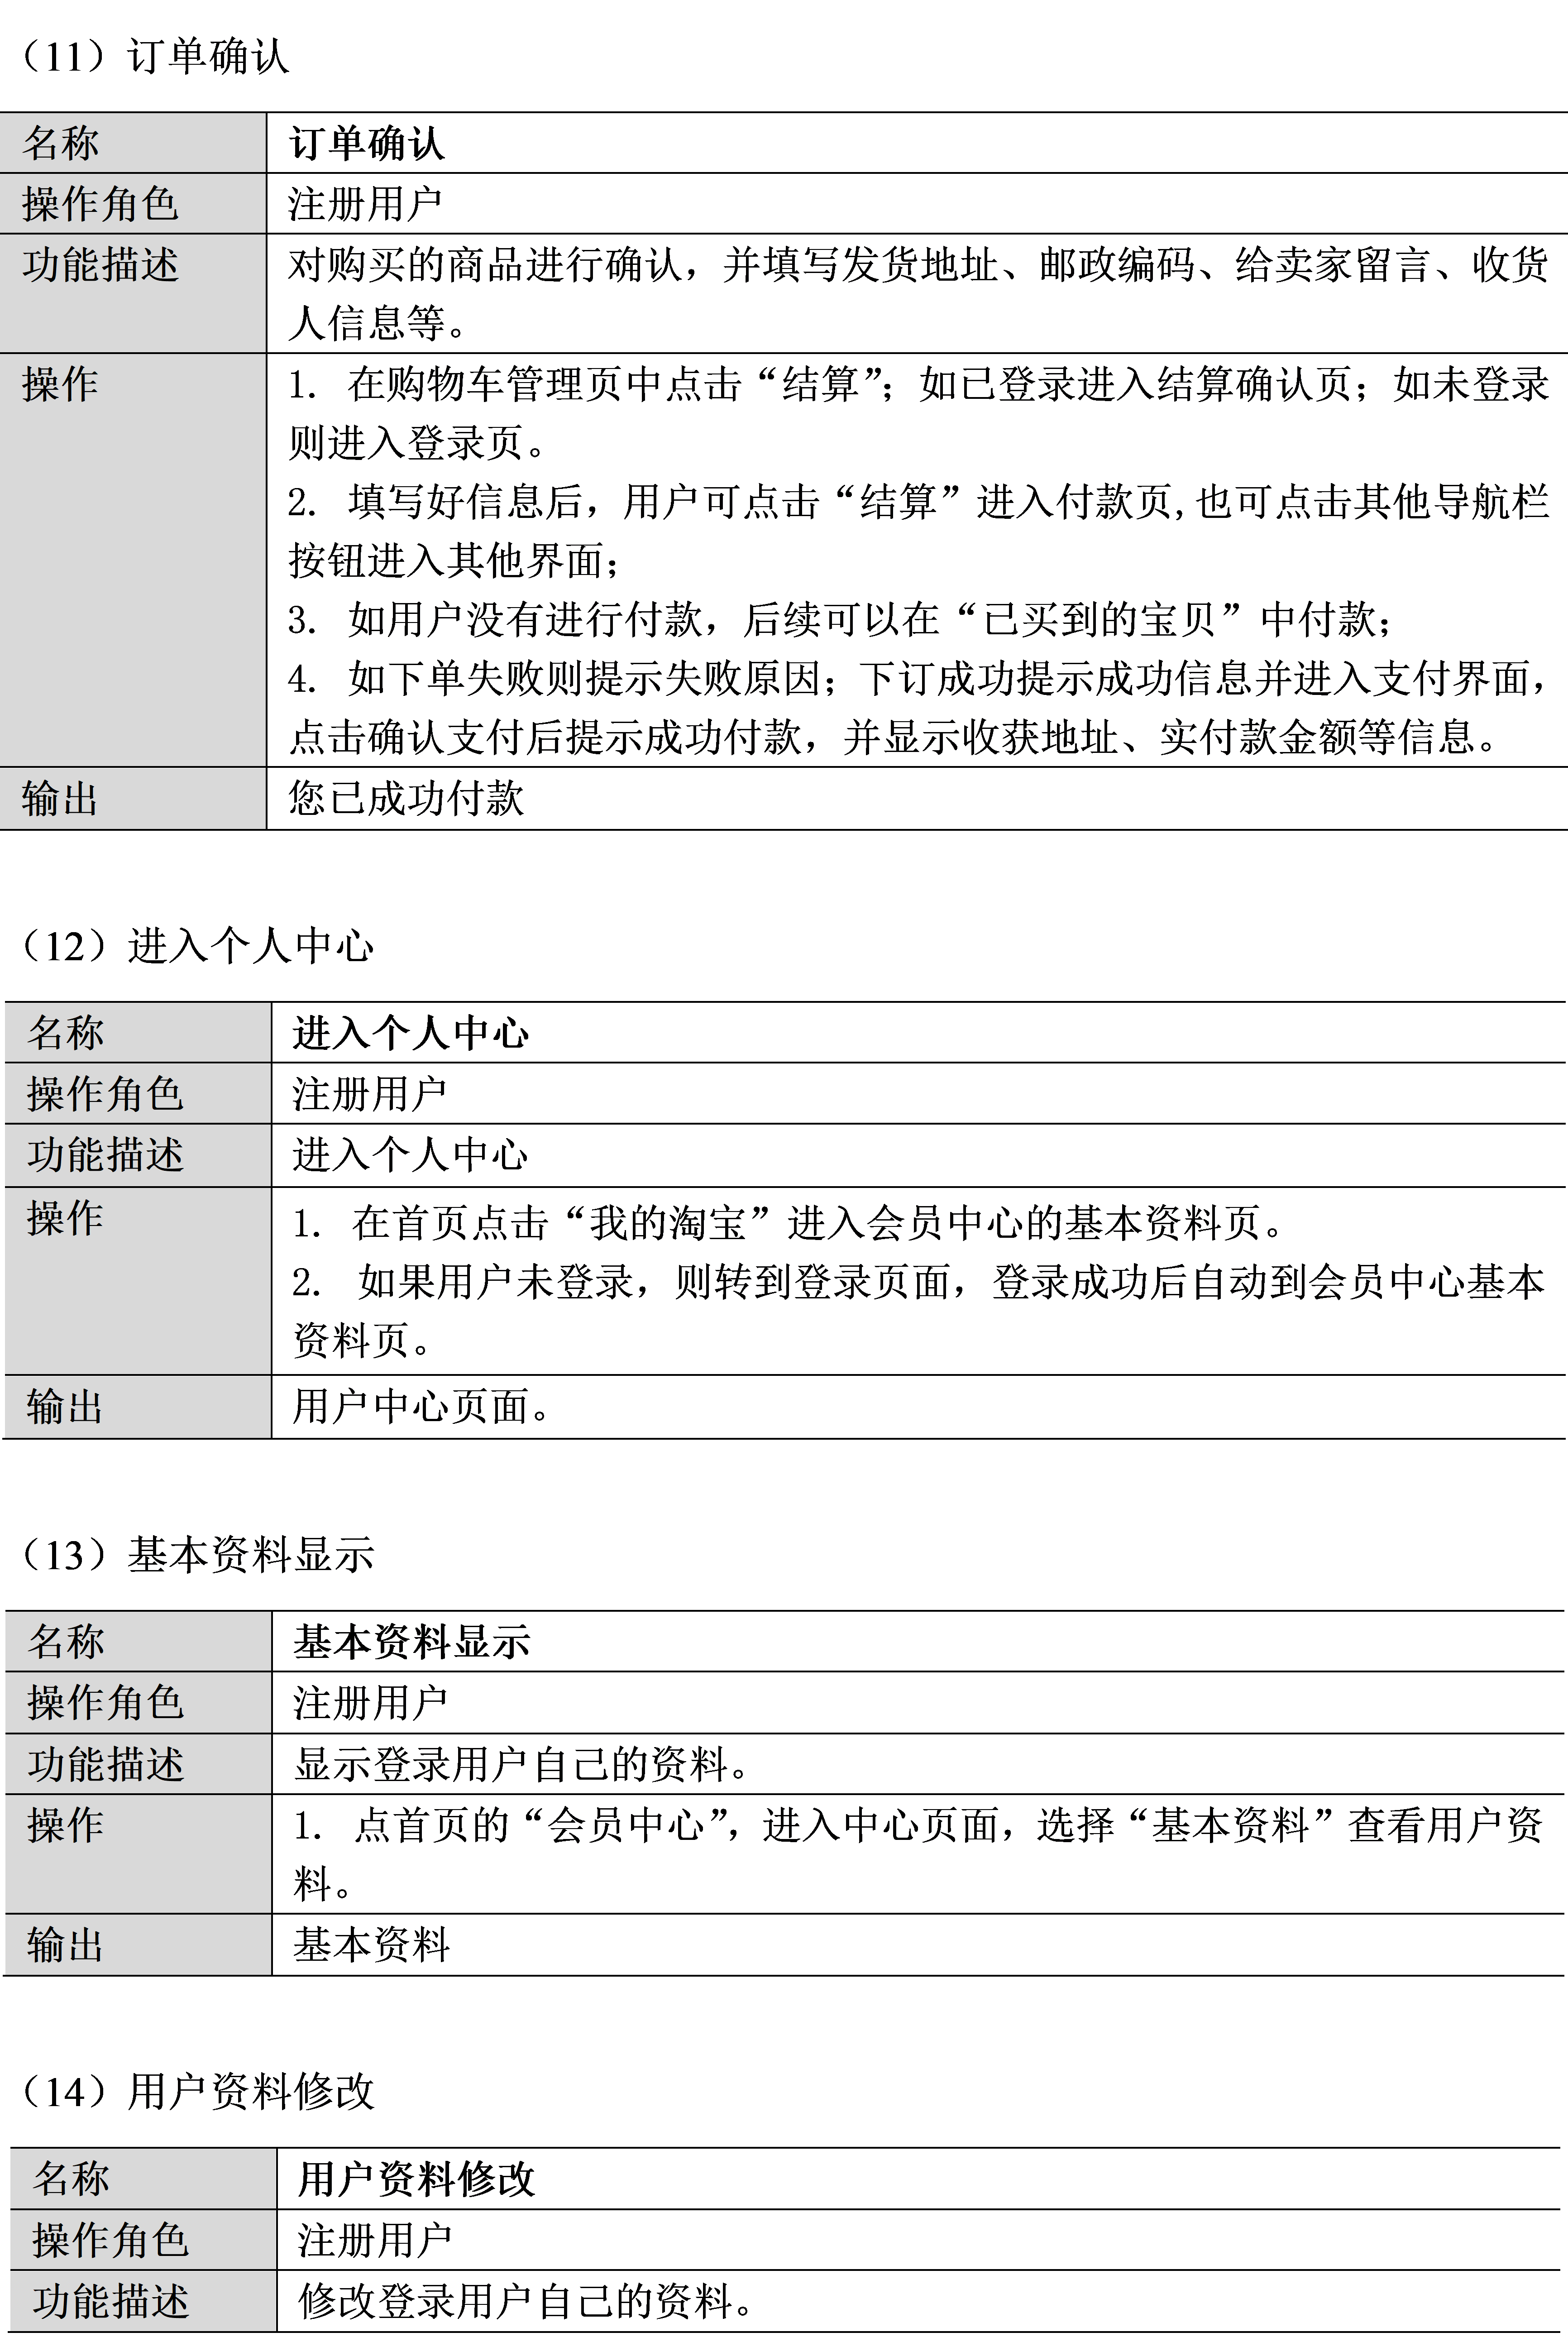 （11）订单确认
名称 订单确认
操作角色 注册用户
功能描述 对购买的商品进行确认，并填写发货地址、邮政编码、给卖家留言、收货
人信息等。
操作 1. 在购物车管理页中点击“结算”；如已登录进入结算确认页；如未登录
则进入登录页。
2. 填写好信息后，用户可点击“结算”进入付款页,也可点击其他导航栏
按钮进入其他界面；
3. 如用户没有进行付款，后续可以在“已买到的宝贝”中付款；
4. 如下单失败则提示失败原因；下订成功提示成功信息并进入支付界面，
点击确认支付后提示成功付款，并显示收获地址、实付款金额等信息。
输出 您已成功付款
（12）进入个人中心
名称 进入个人中心
操作角色 注册用户
功能描述 进入个人中心
操作 1. 在首页点击“我的淘宝”进入会员中心的基本资料页。
2. 如果用户未登录，则转到登录页面，登录成功后自动到会员中心基本
资料页。
输出 用户中心页面。
（13）基本资料显示
名称 基本资料显示
操作角色 注册用户
功能描述 显示登录用户自己的资料。
操作 1. 点首页的“会员中心”，进入中心页面，选择“基本资料”查看用户资
料。
输出 基本资料
（14）用户资料修改
名称 用户资料修改
操作角色 注册用户
功能描述 修改登录用户自己的资料。